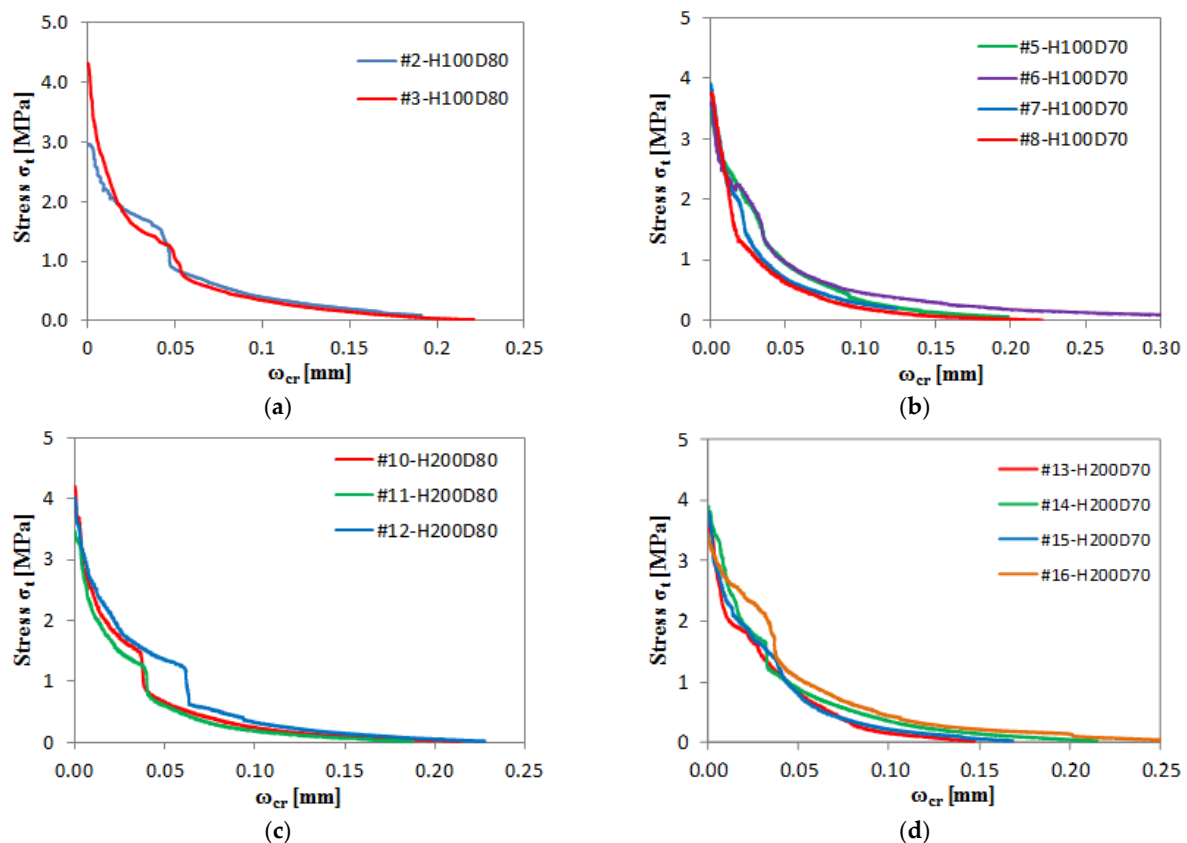 5.0
4.0
3.0
2.0
1.0
0.0
Stress σt [MPa]
#2-H100D80
#3-H100D80
0 0.05 0.1 0.15 0.2 0.25
ωcr [mm]
(a)
5
4
3
2
1
0
Stress σt [MPa]
#5-H100D70
#6-H100D70
#7-H100D70
#8-H100D70
0.00 0.05 0.10 0.15 0.20 0.25 0.30
ωcr [mm]
(b)
5
4
3
2
1
0
Stress σt [MPa]
#10-H200D80
#11-H200D80
#12-H200D80
0.00 0.05 0.10 0.15 0.20 0.25
ωcr [mm]
(c)
5
4
3
2
1
0
Stress σt [MPa]
#13-H200D70
#14-H200D70
#15-H200D70
#16-H200D70
0.00 0.05 0.10 0.15 0.20 0.25
ωcr [mm]
(d)